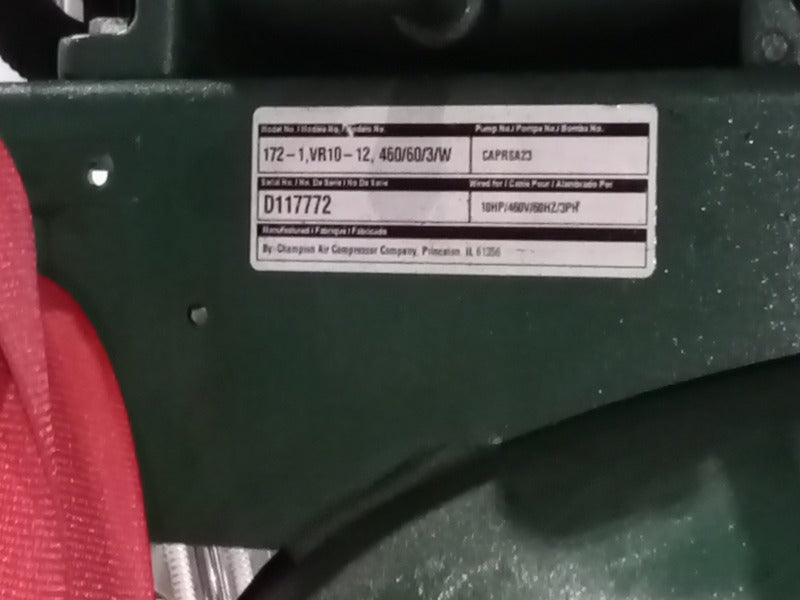 Model No. / Modèle No. / Modelo No.
Pump No. / Pompe No. / Bomba No.
172-1,VR10-12, 460/60/3/W
CAPR6A23
Serial No. / No. De Serie / No De Serie
Wired for / Cable Pour / Alambrado Por
D117772
10HP/460V/60HZ/3PH
Manufactured / Fabrique / Fabricado
By: Champion Air Compressor Company, Princeton, IL 61356